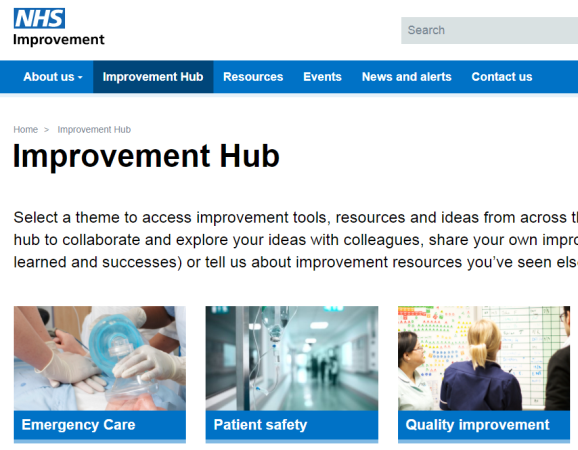 NHS
Improvement
Search
About us
Improvement Hub
Resources
Events
News and alerts
Contact us
Home > Improvement Hub
Improvement Hub
Select a theme to access improvement tools, resources and ideas from across
hub to collaborate and explore your ideas with colleagues, share your own
learned and successes) or tell us about improvement resources you've seen
Emergency Care
Patient safety
Quality improvement